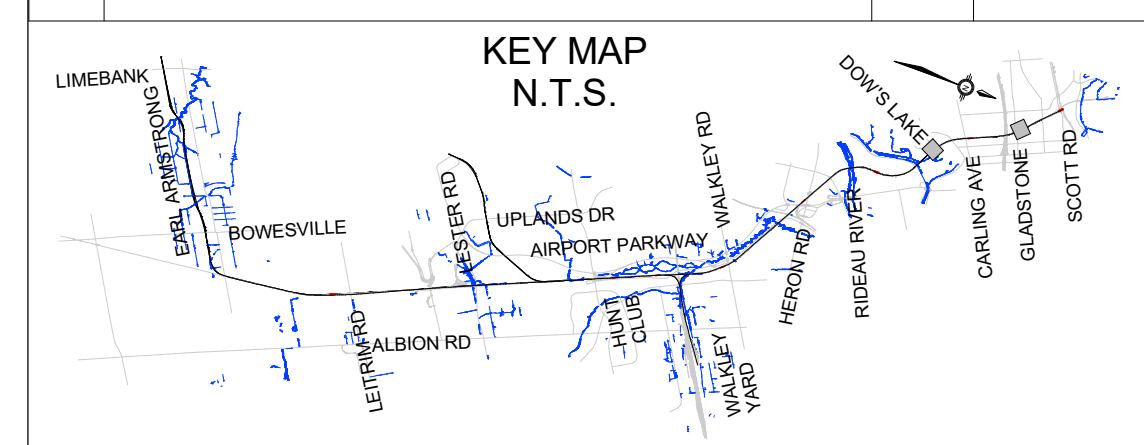 KEY MAP
N.T.S.
LIMEBANK
EARL ARMSTRONG
BOWESVILLE
LESTER RD
UPLANDS DR
AIRPORT PARKWAY
WALKLEY RD
DOW'S LAKE
N
CARLING AVE
GLADSTONE
SCOTT RD
RIDEAU RIVER
HERON RD
HUNT
CLUB
LEITRIM RD
ALBION RD
WALKLEY
YARD